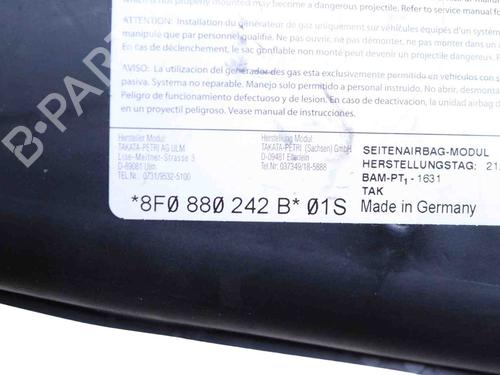 is not properly mounted may become a dangerous projectile. Refer to service manual f
ATTENTION: Installation du générateur de gaz uniquement sur véhicules équipés d'un systèm
manipulé que par personnel qualifié. Ne pas ouvrir, ne pas remonter, ne pas monter dans un
En cas de déclenchement, le sac gonflable non monté peut devenir un projectile dangereux.
AVISO: La utilizacion del generador des gas esta exclusivamente permitido en vehiculos con s
pasiva. Systema no reparable. Manejo solo permitido a personal instruido. No abrir, desmonta
Peligro de funcionamiento defectuoso y de lesion. En caso de deactivacion, la unidad airbag
en un proyectil peligroso. Vease manual de instrucciones.
Hersteller Modul
TAKATA-PETRI AG ULM
Lise-Meitner-Strasse 3
D-89081 Ulm
Tel. 0731/9532-5100
Herstellung Modul
TAKATA-PETRI (Sachsen) GmbH
D-09481 Elterlein
Tel.Nr. 037349/18-5888
SEITENAIRBAG-MODUL
HERSTELLUNGSTAG: 21
BAM-PT1 - 1631
TAK
*8F0 880 242 B* 01S Made in Germany